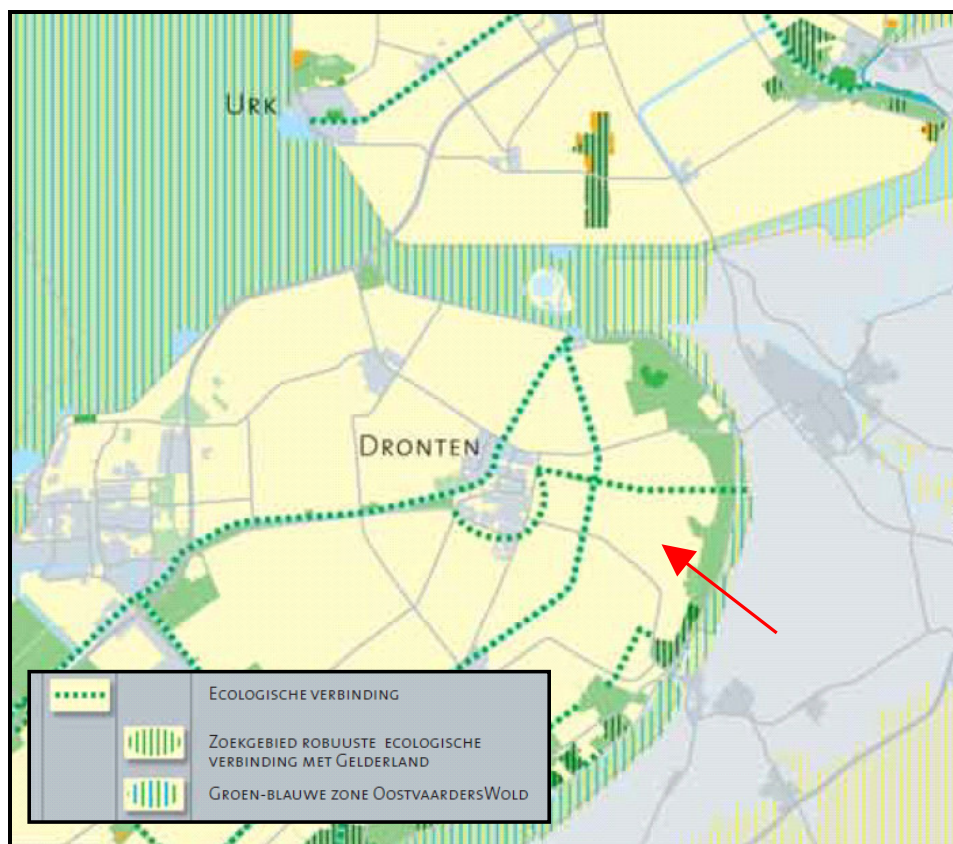 URK
DRONTEN
ECOLOGISCHE VERBINDING
ZOEKGEBIED ROBUUSTE ECOLOGISCHE
VERBINDING MET GELDERLAND
GROEN-BLAUWE ZONE OOSTVAARDERSWOLD